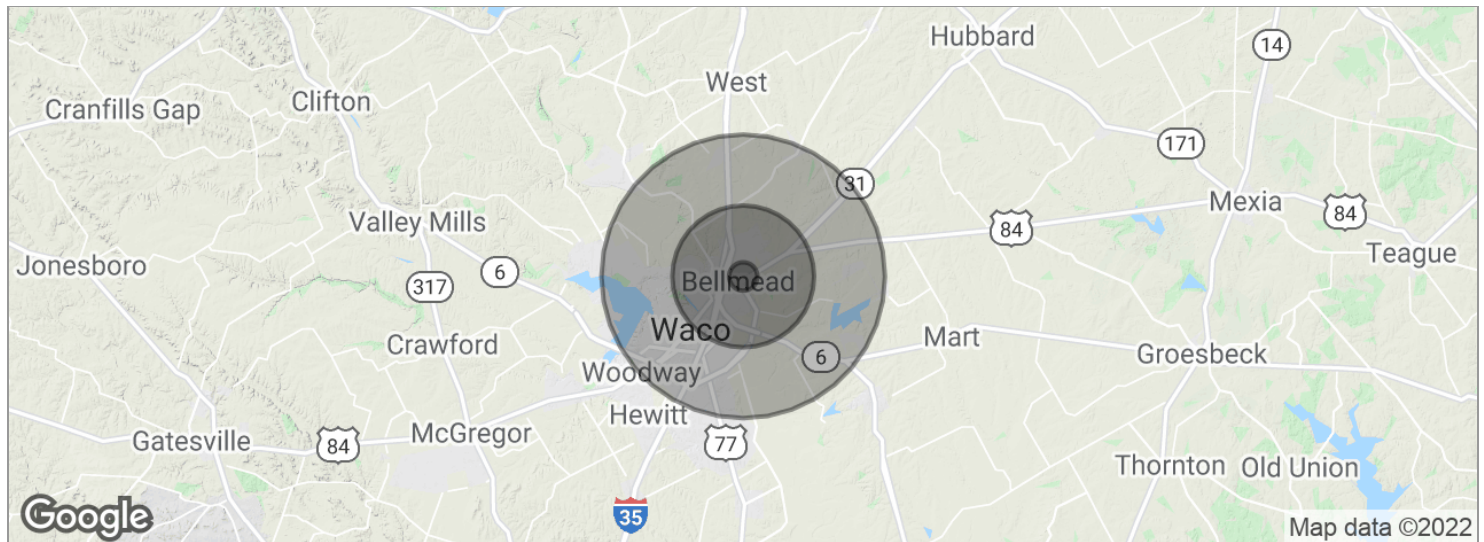 Hubbard
14
West
Clifton
Cranfills Gap
171
31
Mexia
84
Valley Mills
84
Teague
Jonesboro
6
Bellmead
317
Waco
Mart
Crawford
6
Groesbeck
Woodway
Hewitt
McGregor
Gatesville
84
77
Thornton
Old Union
35
Google
Map data ©2022